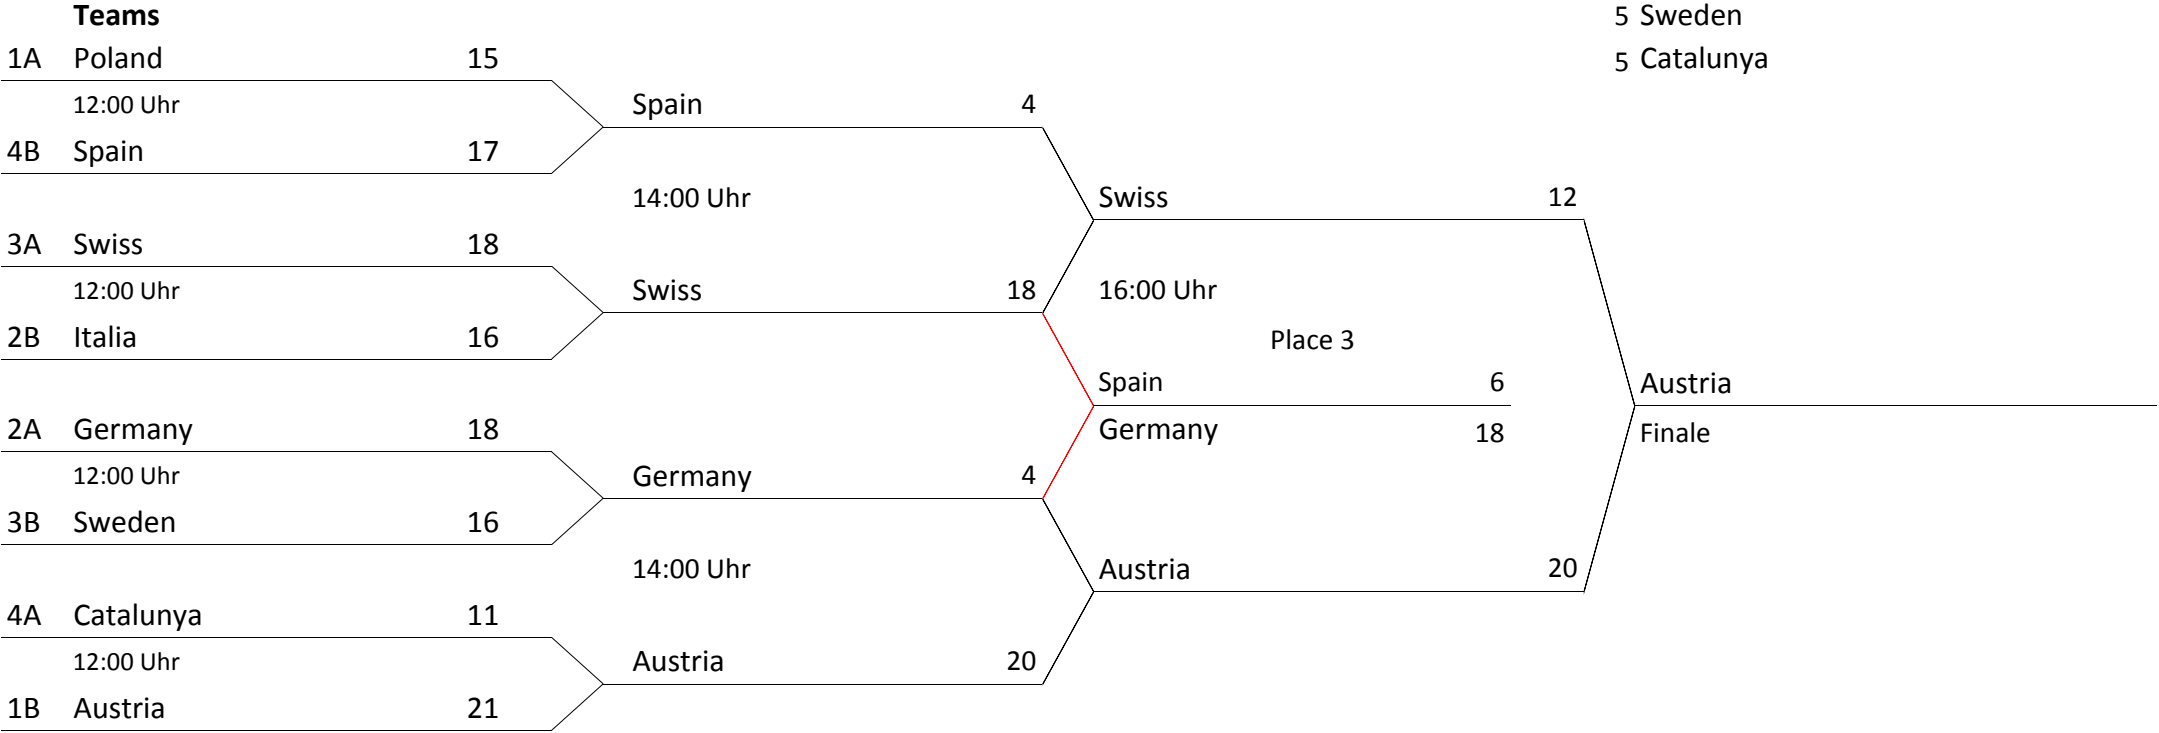 Teams 5 Sweden
1A Poland 15 5 Catalunya
12:00 Uhr Spain 4
4B Spain 17
14:00 Uhr Swiss 12
3A Swiss 18
12:00 Uhr Swiss 18 16:00 Uhr
2B Italia 16 Place 3
Spain 6 Austria
2A Germany 18 Germany 18 Finale
12:00 Uhr Germany 4
3B Sweden 16
14:00 Uhr Austria 20
4A Catalunya 11
12:00 Uhr Austria 20
1B Austria 21